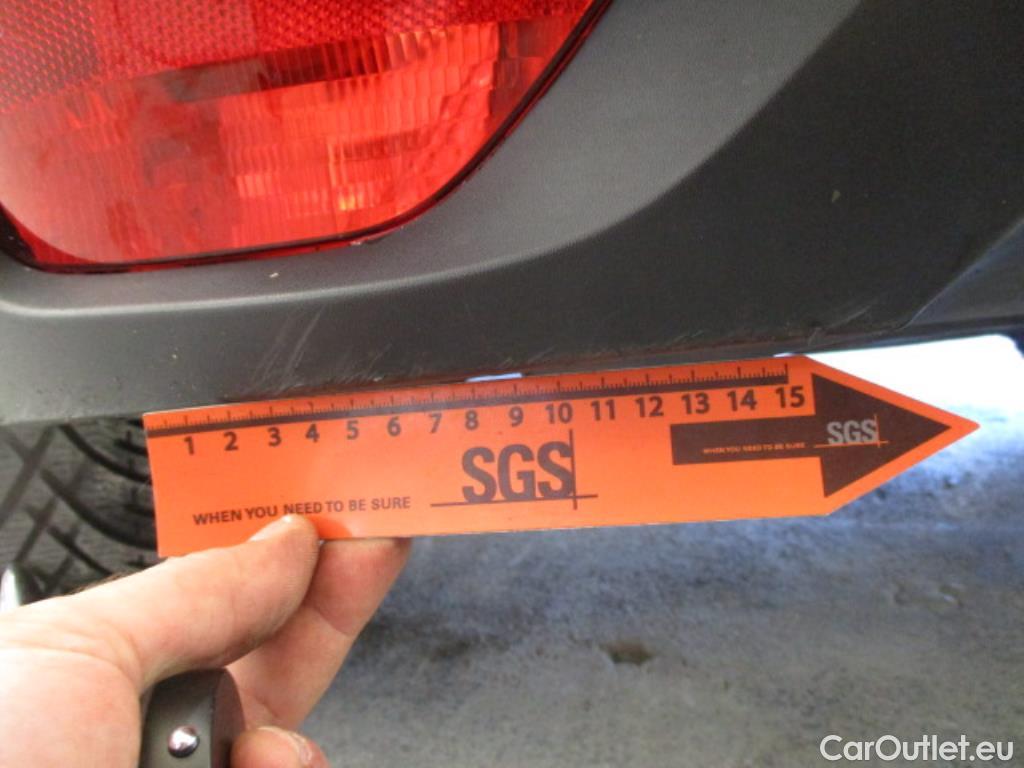 1 2 3 4 5 6 7 8 9 10 11 12 13 14 15
SGS
WHEN YOU NEED TO BE SURE
SGS
WHEN YOU NEED TO BE SURE
CarOutlet.eu